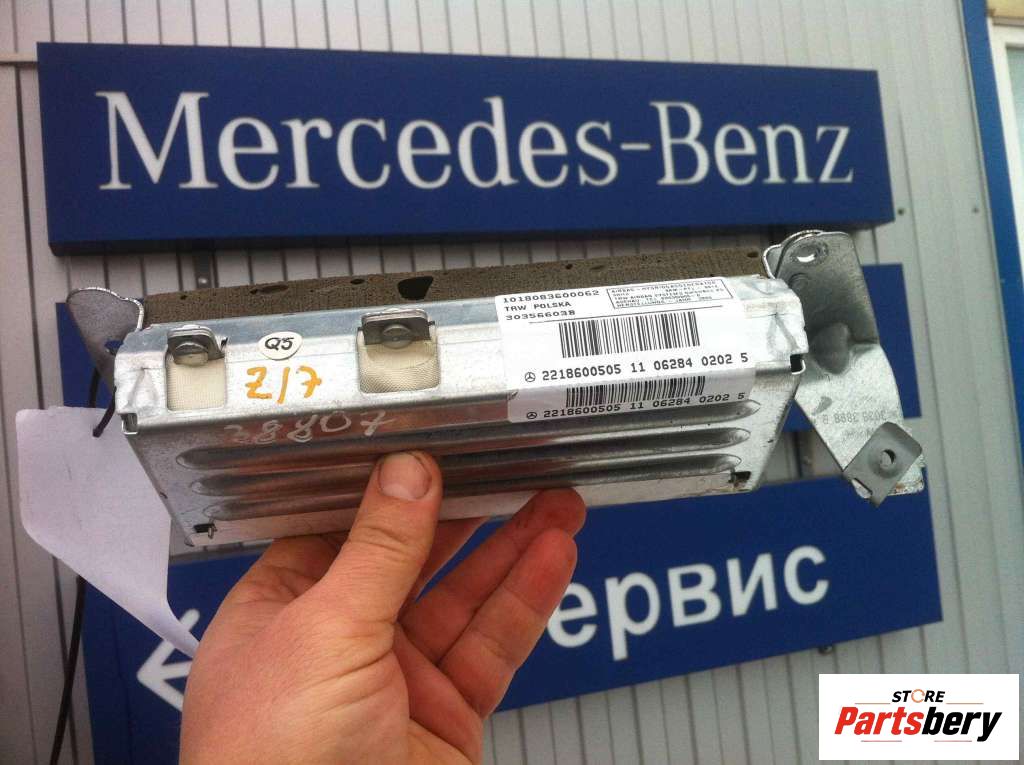 Mercedes-Benz
1018083600062
TRW POLSKA
30356603B
2218600505 11 06284 0202 5
2218600505 11 06284 0202 5
Q5
Z/7
28807
ервис
STORE
Partsbery